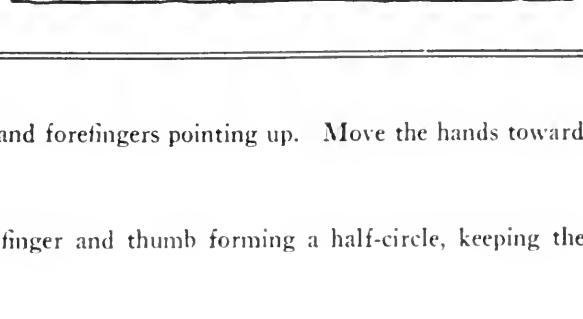 and forefingers pointing up. Move the hands toward
finger and thumb forming a half-circle, keeping the